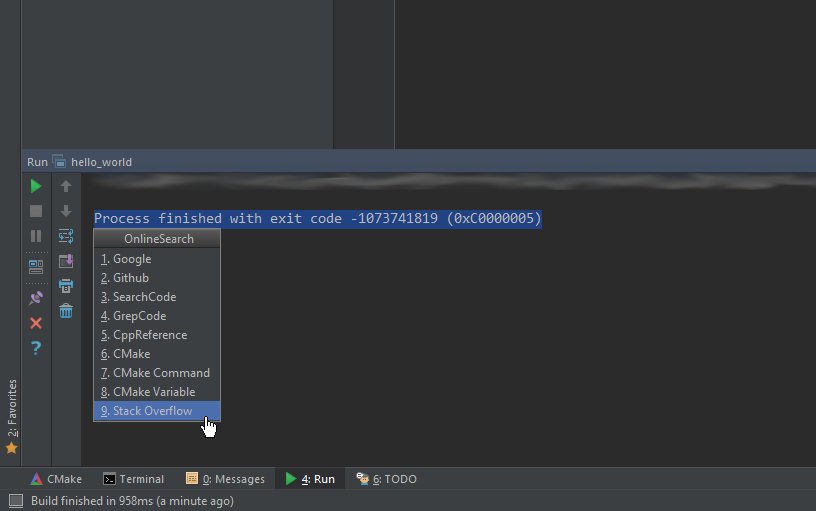 Run hello_world
Process finished with exit code -1073741819 (0xC0000005)
OnlineSearch
1. Google
2. Github
3. SearchCode
4. GrepCode
5. CppReference
6. CMake
7. CMake Command
8. CMake Variable
9. Stack Overflow
2: Favorites
CMake Terminal 0: Messages 4: Run 6: TODO
Build finished in 958ms (a minute ago)